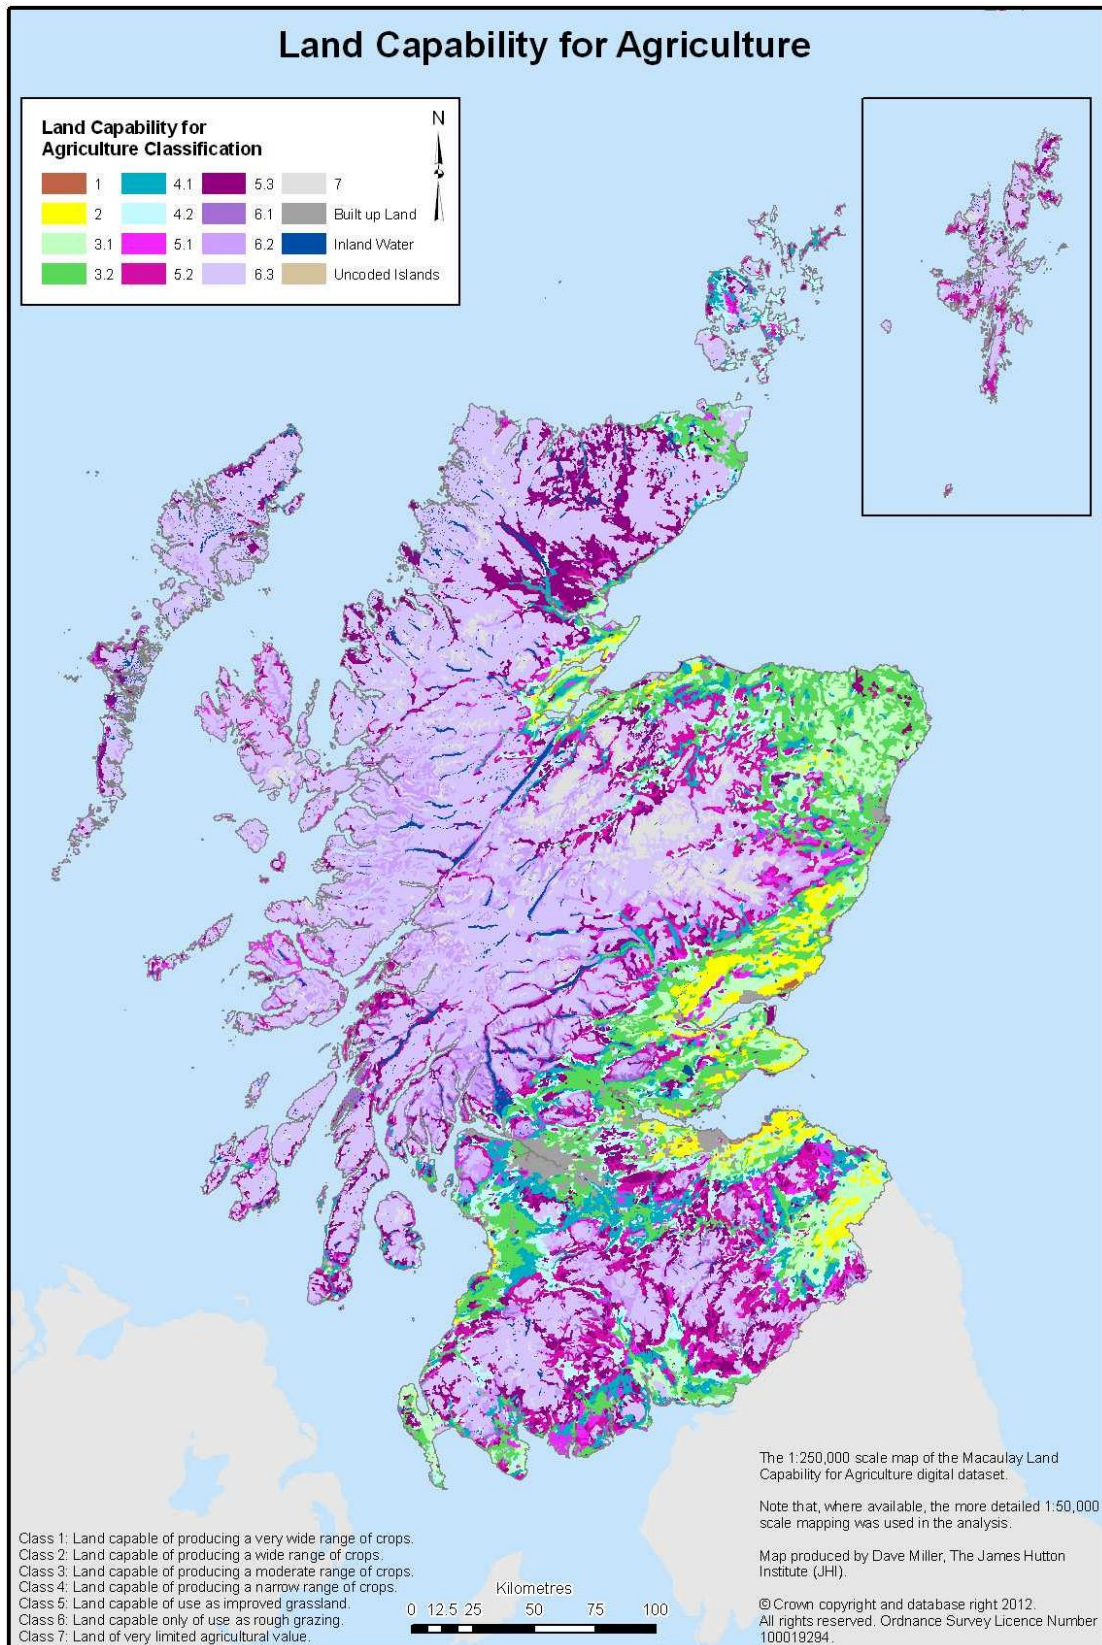 Land Capability for Agriculture
Land Capability for
Agriculture Classification
N
1
4.1
5.3
7
2
4.2
6.1
Built up Land
3.1
5.1
6.2
Inland Water
3.2
5.2
6.3
Uncoded Islands
The 1:250,000 scale map of the Macaulay Land
Capability for Agriculture digital dataset.
Note that, where available, the more detailed 1:50,000
scale mapping was used in the analysis.
Map produced by Dave Miller, The James Hutton
Institute (JHI).
© Crown copyright and database right 2012.
All rights reserved. Ordnance Survey Licence Number
100019294.
Class 1: Land capable of producing a very wide range of crops.
Class 2: Land capable of producing a wide range of crops.
Class 3: Land capable of producing a moderate range of crops.
Class 4: Land capable of producing a narrow range of crops.
Class 5: Land capable of use as improved grassland.
Class 6: Land capable only of use as rough grazing.
Class 7: Land of very limited agricultural value.
Kilometres
0 12.5 25 50 75 100